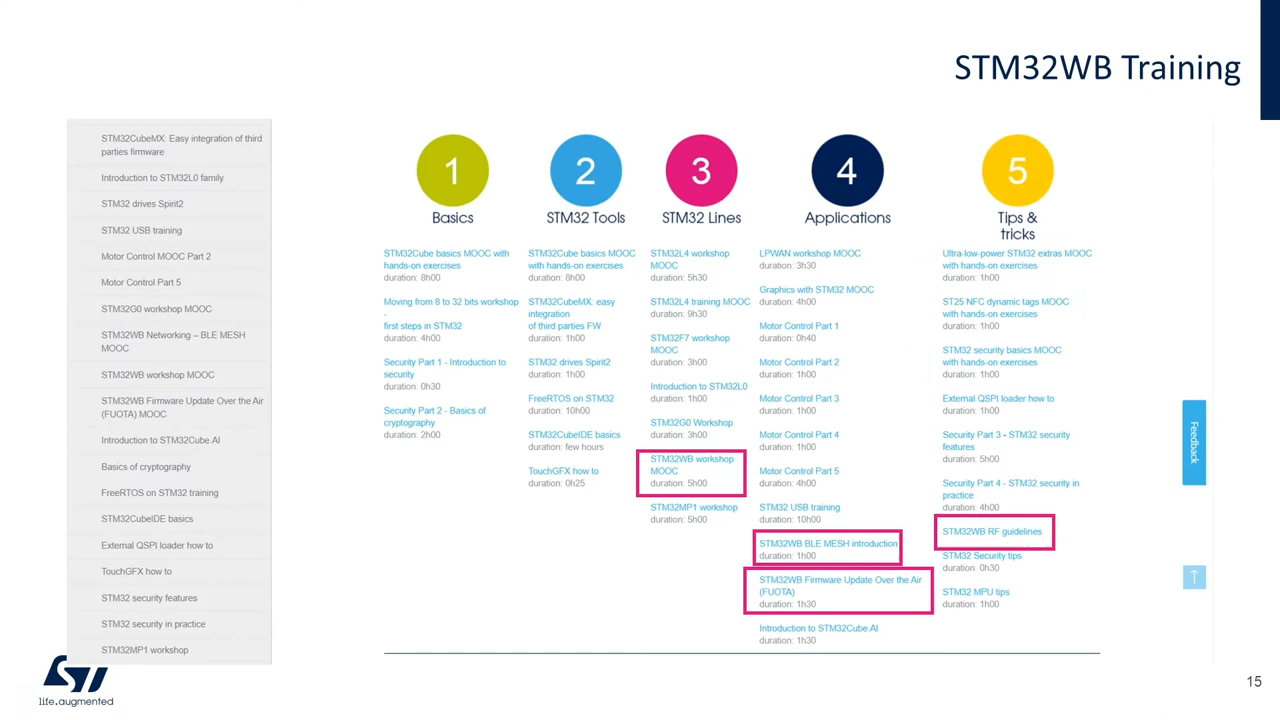 STM32WB Training
STM32CubeMX: Easy integration of third
parties firmware
Introduction to STM32L0 family
STM32 drives Spirit2
STM32 USB training
Motor Control MOOC Part 2
Motor Control Part 5
STM32G0 workshop MOOC
STM32WB Networking – BLE MESH
MOOC
STM32WB workshop MOOC
STM32WB Firmware Update Over the Air
(FUOTA) MOOC
Introduction to STM32Cube.AI
Basics of cryptography
FreeRTOS on STM32 training
STM32CubeIDE basics
External QSPI loader how to
TouchGFX how to
STM32 security features
STM32 security in practice
STM32MP1 workshop
1
Basics
STM32Cube basics MOOC with
hands-on exercises
duration: 8h00
Moving from 8 to 32 bits workshop
-
first steps in STM32
duration: 4h00
Security Part 1 - Introduction to
security
duration: 0h30
Security Part 2 - Basics of
cryptography
duration: 2h00
2
STM32 Tools
STM32Cube basics MOOC
with hands-on exercises
duration: 8h00
STM32CubeMX: easy
integration
of third parties FW
duration: 1h00
STM32 drives Spirit2
duration: 1h00
FreeRTOS on STM32
duration: 10h00
STM32CubeIDE basics
duration: few hours
TouchGFX how to
duration: 0h25
3
STM32 Lines
STM32L4 workshop
MOOC
duration: 5h30
STM32L4 training MOOC
duration: 9h30
STM32F7 workshop
MOOC
duration: 3h00
Introduction to STM32L0
duration: 1h00
STM32G0 Workshop
duration: 3h00
STM32WB workshop
MOOC
duration: 5h00
STM32MP1 workshop
duration: 5h00
4
Applications
LPWAN workshop MOOC
duration: 3h30
Graphics with STM32 MOOC
duration: 4h00
Motor Control Part 1
duration: 0h40
Motor Control Part 2
duration: 1h00
Motor Control Part 3
duration: 1h00
Motor Control Part 4
duration: 1h00
Motor Control Part 5
duration: 4h00
STM32 USB training
duration: 10h00
STM32WB BLE MESH introduction
duration: 1h00
STM32WB Firmware Update Over the Air
(FUOTA)
duration: 1h30
Introduction to STM32Cube.AI
duration: 1h30
5
Tips &
tricks
Ultra-low-power STM32 extras MOOC
with hands-on exercises
duration: 1h00
ST25 NFC dynamic tags MOOC
with hands-on exercises
duration: 1h00
STM32 security basics MOOC
with hands-on exercises
duration: 1h00
External QSPI loader how to
duration: 1h00
Security Part 3 - STM32 security
features
duration: 5h00
Security Part 4 - STM32 security in
practice
duration: 4h00
STM32WB RF guidelines
STM32 Security tips
duration: 0h30
STM32 MPU tips
duration: 1h00
Feedback
ST
life.augmented
15